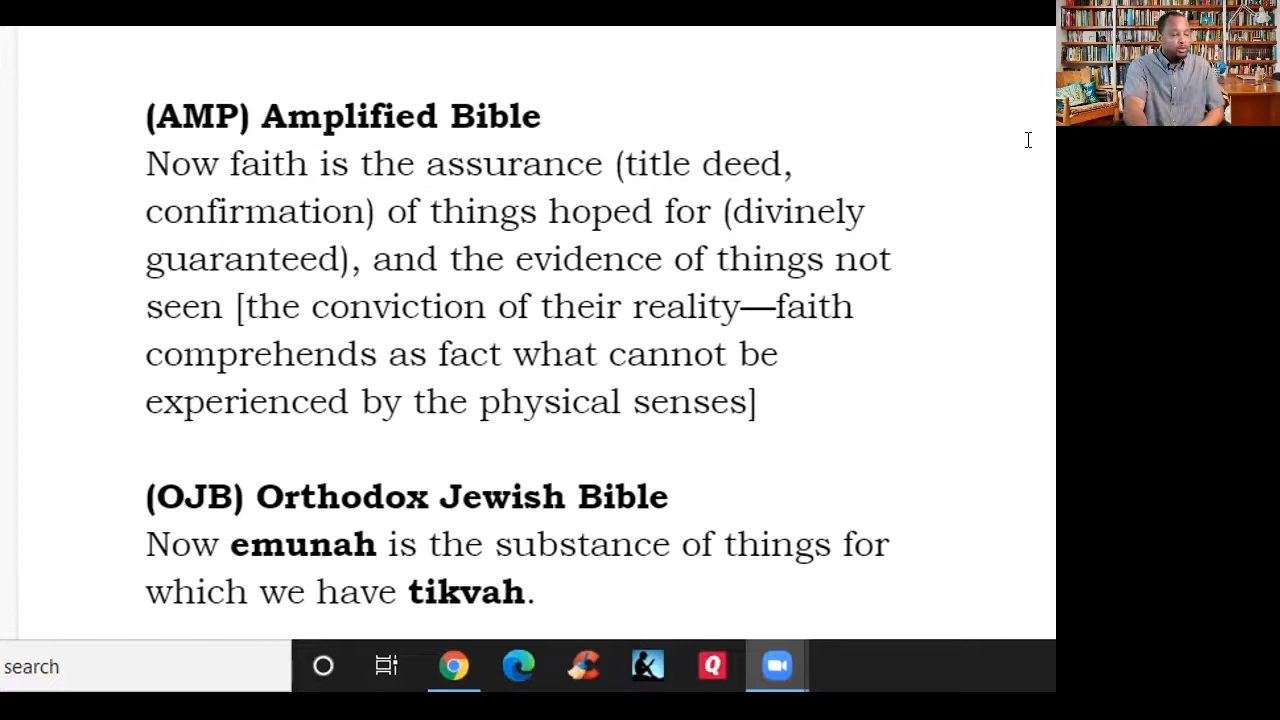 (AMP) Amplified Bible
Now faith is the assurance (title deed,
confirmation) of things hoped for (divinely
guaranteed), and the evidence of things not
seen [the conviction of their reality—faith
comprehends as fact what cannot be
experienced by the physical senses]
(OJB) Orthodox Jewish Bible
Now emunah is the substance of things for
which we have tikvah.
search
Q